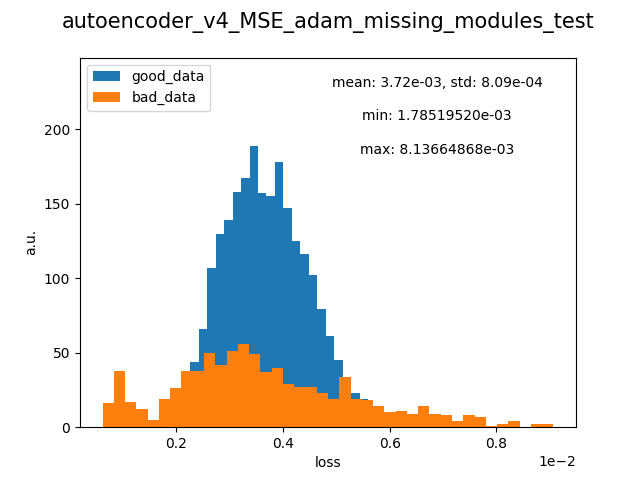 autoencoder_v4_MSE_adam_missing_modules_test
good_data
bad_data
mean: 3.72e-03, std: 8.09e-04
min: 1.78519520e-03
max: 8.13664868e-03
a.u.
200
150
100
50
0
0.2 0.4 0.6 0.8
loss
1e−2